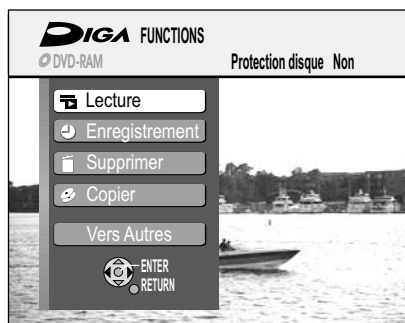 DIGA FUNCTIONS
DVD-RAM
Protection disque Non
Lecture
Enregistrement
Supprimer
Copier
Vers Autres
ENTER
RETURN